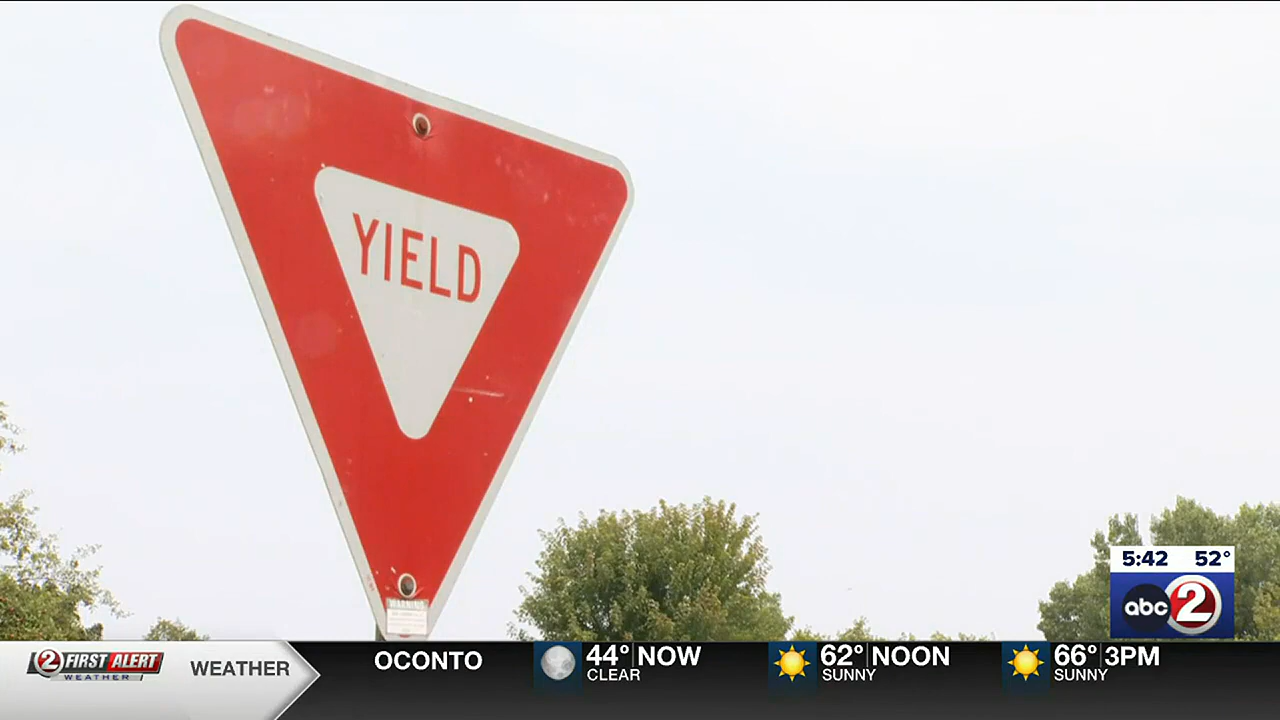 YIELD
WARNING
5:42 52°
abc 2
2 FIRST ALERT
WEATHER
WEATHER
OCONTO
44° NOW
CLEAR
62° NOON
SUNNY
66° 3PM
SUNNY